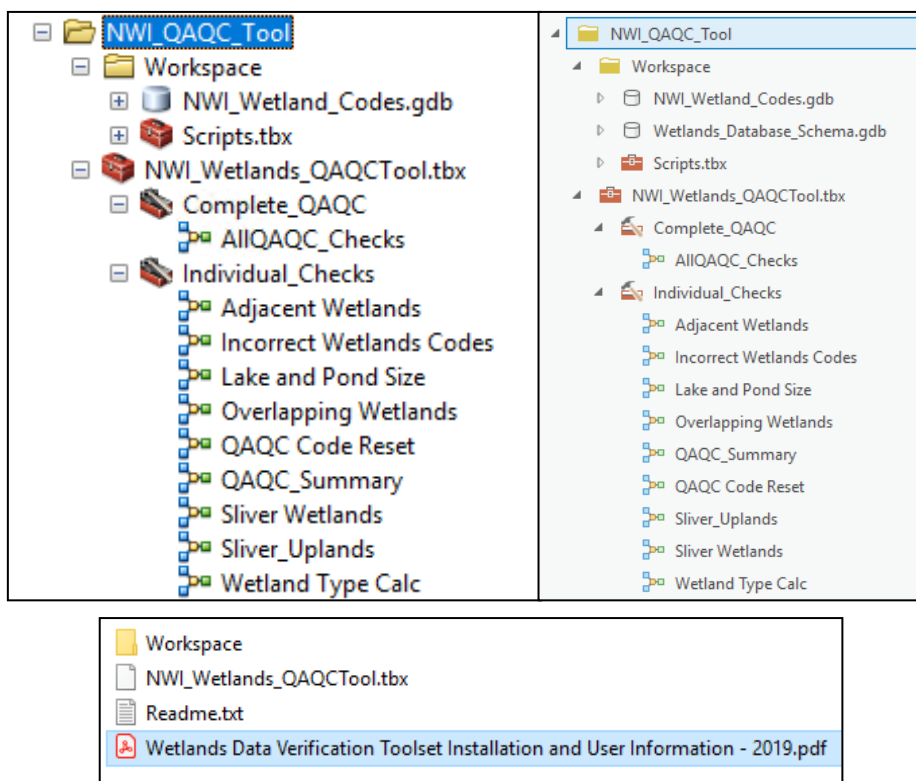 NWI_QAQC_Tool
Workspace
NWI_Wetland_Codes.gdb
Scripts.tbx
NWI_Wetlands_QAQCTool.tbx
Complete_QAQC
AllQAQC_Checks
Individual_Checks
Adjacent Wetlands
Incorrect Wetlands Codes
Lake and Pond Size
Overlapping Wetlands
QAQC Code Reset
QAQC_Summary
Sliver Wetlands
Sliver_Uplands
Wetland Type Calc
NWI_QAQC_Tool
Workspace
NWI_Wetland_Codes.gdb
Wetlands_Database_Schema.gdb
Scripts.tbx
NWI_Wetlands_QAQCTool.tbx
Complete_QAQC
AllQAQC_Checks
Individual_Checks
Adjacent Wetlands
Incorrect Wetlands Codes
Lake and Pond Size
Overlapping Wetlands
QAQC_Summary
QAQC Code Reset
Sliver_Uplands
Sliver Wetlands
Wetland Type Calc
Workspace
NWI_Wetlands_QAQCTool.tbx
Readme.txt
Wetlands Data Verification Toolset Installation and User Information - 2019.pdf